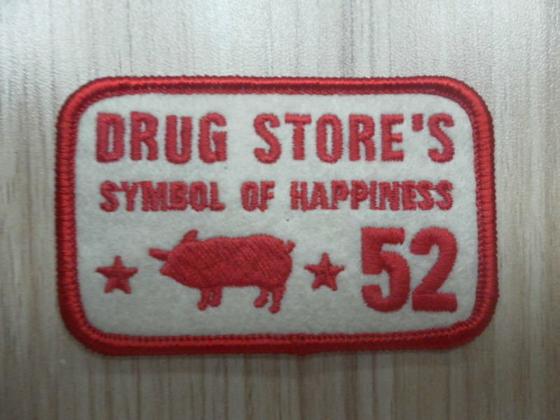 DRUG STORE'S
SYMBOL OF HAPPINESS
52